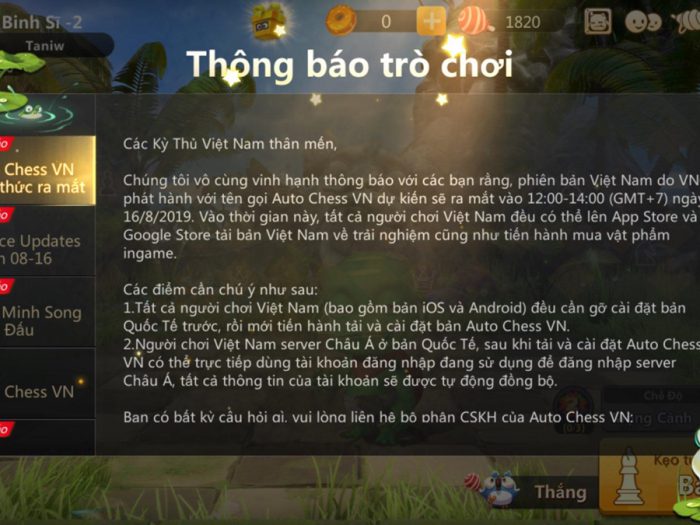 Binh Sĩ -2
Taniw
0
1820
Thông báo trò chơi
Chess VN
thức ra mắt
Updates
08-16
Minh Song
Đấu
Chess VN
Các Kỳ Thủ Việt Nam thân mến,
Chúng tôi vô cùng vinh hạnh thông báo với các bạn rằng, phiên bản Việt Nam do VN
phát hành với tên gọi Auto Chess VN dự kiến sẽ ra mắt vào 12:00-14:00 (GMT+7) ngày
16/8/2019. Vào thời gian này, tất cả người chơi Việt Nam đều có thể lên App Store và
Google Store tải bản Việt Nam về trải nghiệm cũng như tiến hành mua vật phẩm
ingame.
Các điểm cần chú ý như sau:
1.Tất cả người chơi Việt Nam (bao gồm bản iOS và Android) đều cần gỡ cài đặt bản
Quốc Tế trước, rồi mới tiến hành tải và cài đặt bản Auto Chess VN.
2.Người chơi Việt Nam server Châu Á ở bản Quốc Tế, sau khi tải và cài đặt Auto Chess
VN có thể trực tiếp dùng tài khoản đăng nhập đang sử dụng để đăng nhập server
Châu Á, tất cả thông tin của tài khoản sẽ được tự động đồng bộ.
Bạn có bất kỳ cầu hỏi gì, vui lòng liên hệ bộ phận CSKH của Auto Chess VN:
Chế Độ
Cảnh
(0/3)
Kẹo
Thắng